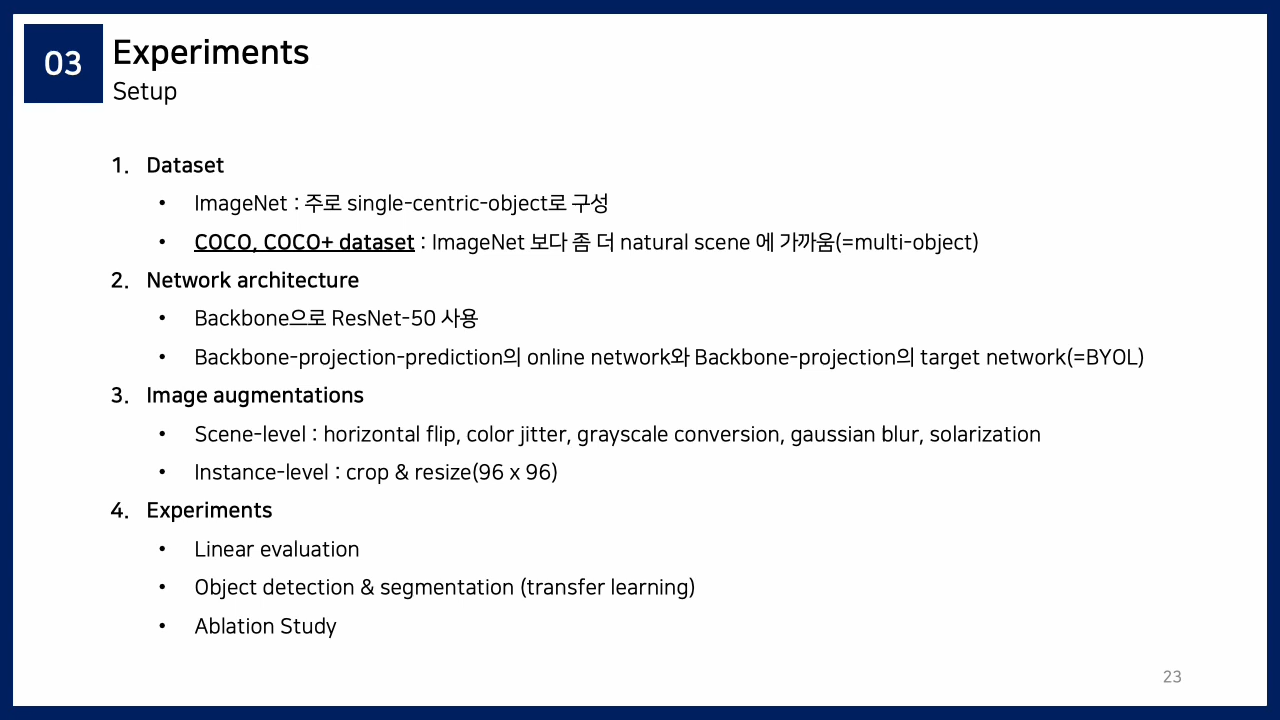 03
Experiments
Setup
1. Dataset
• ImageNet : 주로 single-centric-object로 구성
• COCO, COCO+ dataset : ImageNet 보다 좀 더 natural scene 에 가까움(=multi-object)
2. Network architecture
• Backbone으로 ResNet-50 사용
• Backbone-projection-prediction의 online network와 Backbone-projection의 target network(=BYOL)
3. Image augmentations
• Scene-level : horizontal flip, color jitter, grayscale conversion, gaussian blur, solarization
• Instance-level : crop & resize(96 x 96)
4. Experiments
• Linear evaluation
• Object detection & segmentation (transfer learning)
• Ablation Study
23